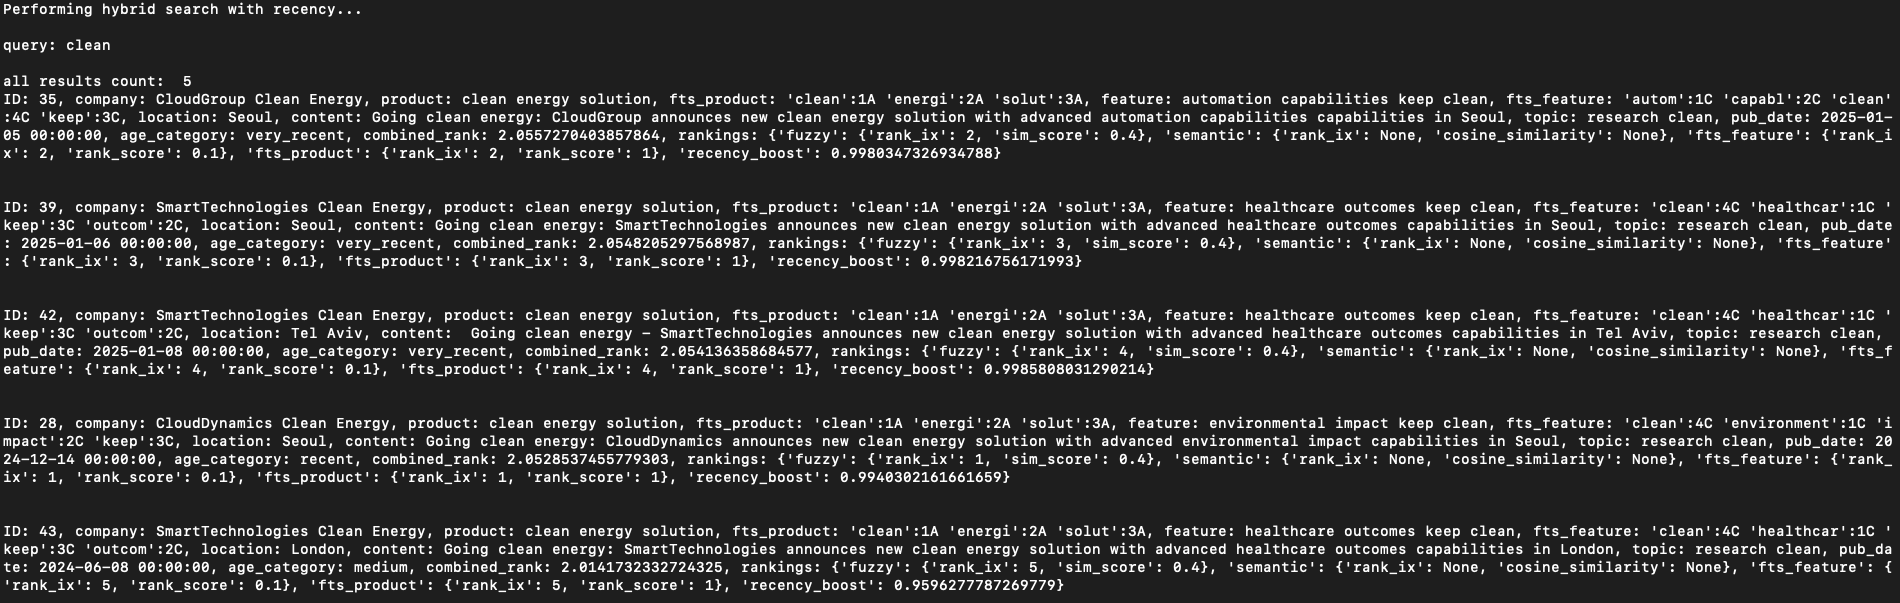 Performing hybrid search with recency...
query: clean
all results count:  5
ID: 35, company: CloudGroup Clean Energy, product: clean energy solution, fts_product: 'clean':1A 'energi':2A 'solut':3A, feature: automation capabilities keep clean, fts_feature: 'autom':1C 'capabl':2C 'clean'
:4C 'keep':3C, location: Seoul, content: Going clean energy: CloudGroup announces new clean energy solution with advanced automation capabilities capabilities in Seoul, topic: research clean, pub_date: 2025-01-
05 00:00:00, age_category: very_recent, combined_rank: 2.0557270403857864, rankings: {'fuzzy': {'rank_ix': 2, 'sim_score': 0.4}, 'semantic': {'rank_ix': None, 'cosine_similarity': None}, 'fts_feature': {'rank_i
x': 2, 'rank_score': 0.1}, 'fts_product': {'rank_ix': 2, 'rank_score': 1}, 'recency_boost': 0.9980347326934788}
ID: 39, company: SmartTechnologies Clean Energy, product: clean energy solution, fts_product: 'clean':1A 'energi':2A 'solut':3A, feature: healthcare outcomes keep clean, fts_feature: 'clean':4C 'healthcar':1C '
keep':3C 'outcom':2C, location: Seoul, content: Going clean energy: SmartTechnologies announces new clean energy solution with advanced healthcare outcomes capabilities in Seoul, topic: research clean, pub_date
: 2025-01-06 00:00:00, age_category: very_recent, combined_rank: 2.0548205297568987, rankings: {'fuzzy': {'rank_ix': 3, 'sim_score': 0.4}, 'semantic': {'rank_ix': None, 'cosine_similarity': None}, 'fts_feature'
: {'rank_ix': 3, 'rank_score': 0.1}, 'fts_product': {'rank_ix': 3, 'rank_score': 1}, 'recency_boost': 0.998216756171993}
ID: 42, company: SmartTechnologies Clean Energy, product: clean energy solution, fts_product: 'clean':1A 'energi':2A 'solut':3A, feature: healthcare outcomes keep clean, fts_feature: 'clean':4C 'healthcar':1C '
keep':3C 'outcom':2C, location: Tel Aviv, content:  Going clean energy – SmartTechnologies announces new clean energy solution with advanced healthcare outcomes capabilities in Tel Aviv, topic: research clean,
pub_date: 2025-01-08 00:00:00, age_category: very_recent, combined_rank: 2.054136358684577, rankings: {'fuzzy': {'rank_ix': 4, 'sim_score': 0.4}, 'semantic': {'rank_ix': None, 'cosine_similarity': None}, 'fts_f
eature': {'rank_ix': 4, 'rank_score': 0.1}, 'fts_product': {'rank_ix': 4, 'rank_score': 1}, 'recency_boost': 0.9985808031290214}
ID: 28, company: CloudDynamics Clean Energy, product: clean energy solution, fts_product: 'clean':1A 'energi':2A 'solut':3A, feature: environmental impact keep clean, fts_feature: 'clean':4C 'environment':1C 'i
mpact':2C 'keep':3C, location: Seoul, content: Going clean energy: CloudDynamics announces new clean energy solution with advanced environmental impact capabilities in Seoul, topic: research clean, pub_date: 20
24-12-14 00:00:00, age_category: recent, combined_rank: 2.0528537455779303, rankings: {'fuzzy': {'rank_ix': 1, 'sim_score': 0.4}, 'semantic': {'rank_ix': None, 'cosine_similarity': None}, 'fts_feature': {'rank_
ix': 1, 'rank_score': 0.1}, 'fts_product': {'rank_ix': 1, 'rank_score': 1}, 'recency_boost': 0.9940302161661659}
ID: 43, company: SmartTechnologies Clean Energy, product: clean energy solution, fts_product: 'clean':1A 'energi':2A 'solut':3A, feature: healthcare outcomes keep clean, fts_feature: 'clean':4C 'healthcar':1C '
keep':3C 'outcom':2C, location: London, content: Going clean energy: SmartTechnologies announces new clean energy solution with advanced healthcare outcomes capabilities in London, topic: research clean, pub_da
te: 2024-06-08 00:00:00, age_category: medium, combined_rank: 2.0141732332724325, rankings: {'fuzzy': {'rank_ix': 5, 'sim_score': 0.4}, 'semantic': {'rank_ix': None, 'cosine_similarity': None}, 'fts_feature': {
'rank_ix': 5, 'rank_score': 0.1}, 'fts_product': {'rank_ix': 5, 'rank_score': 1}, 'recency_boost': 0.9596277787269779}